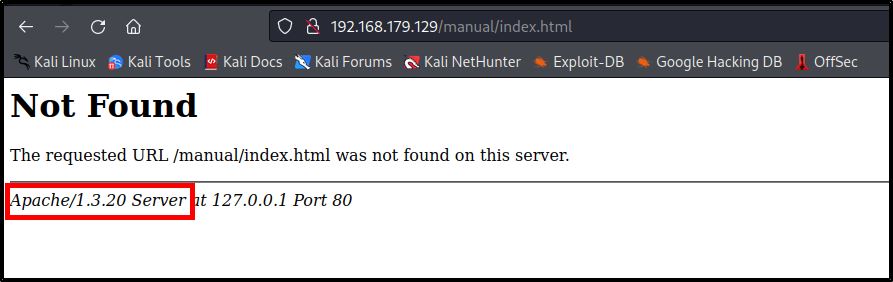 192.168.179.129/manual/index.html
Kali Linux Kali Tools Kali Docs Kali Forums Kali NetHunter Exploit-DB Google Hacking DB OffSec
Not Found
The requested URL /manual/index.html was not found on this server.
Apache/1.3.20 Server at 127.0.0.1 Port 80